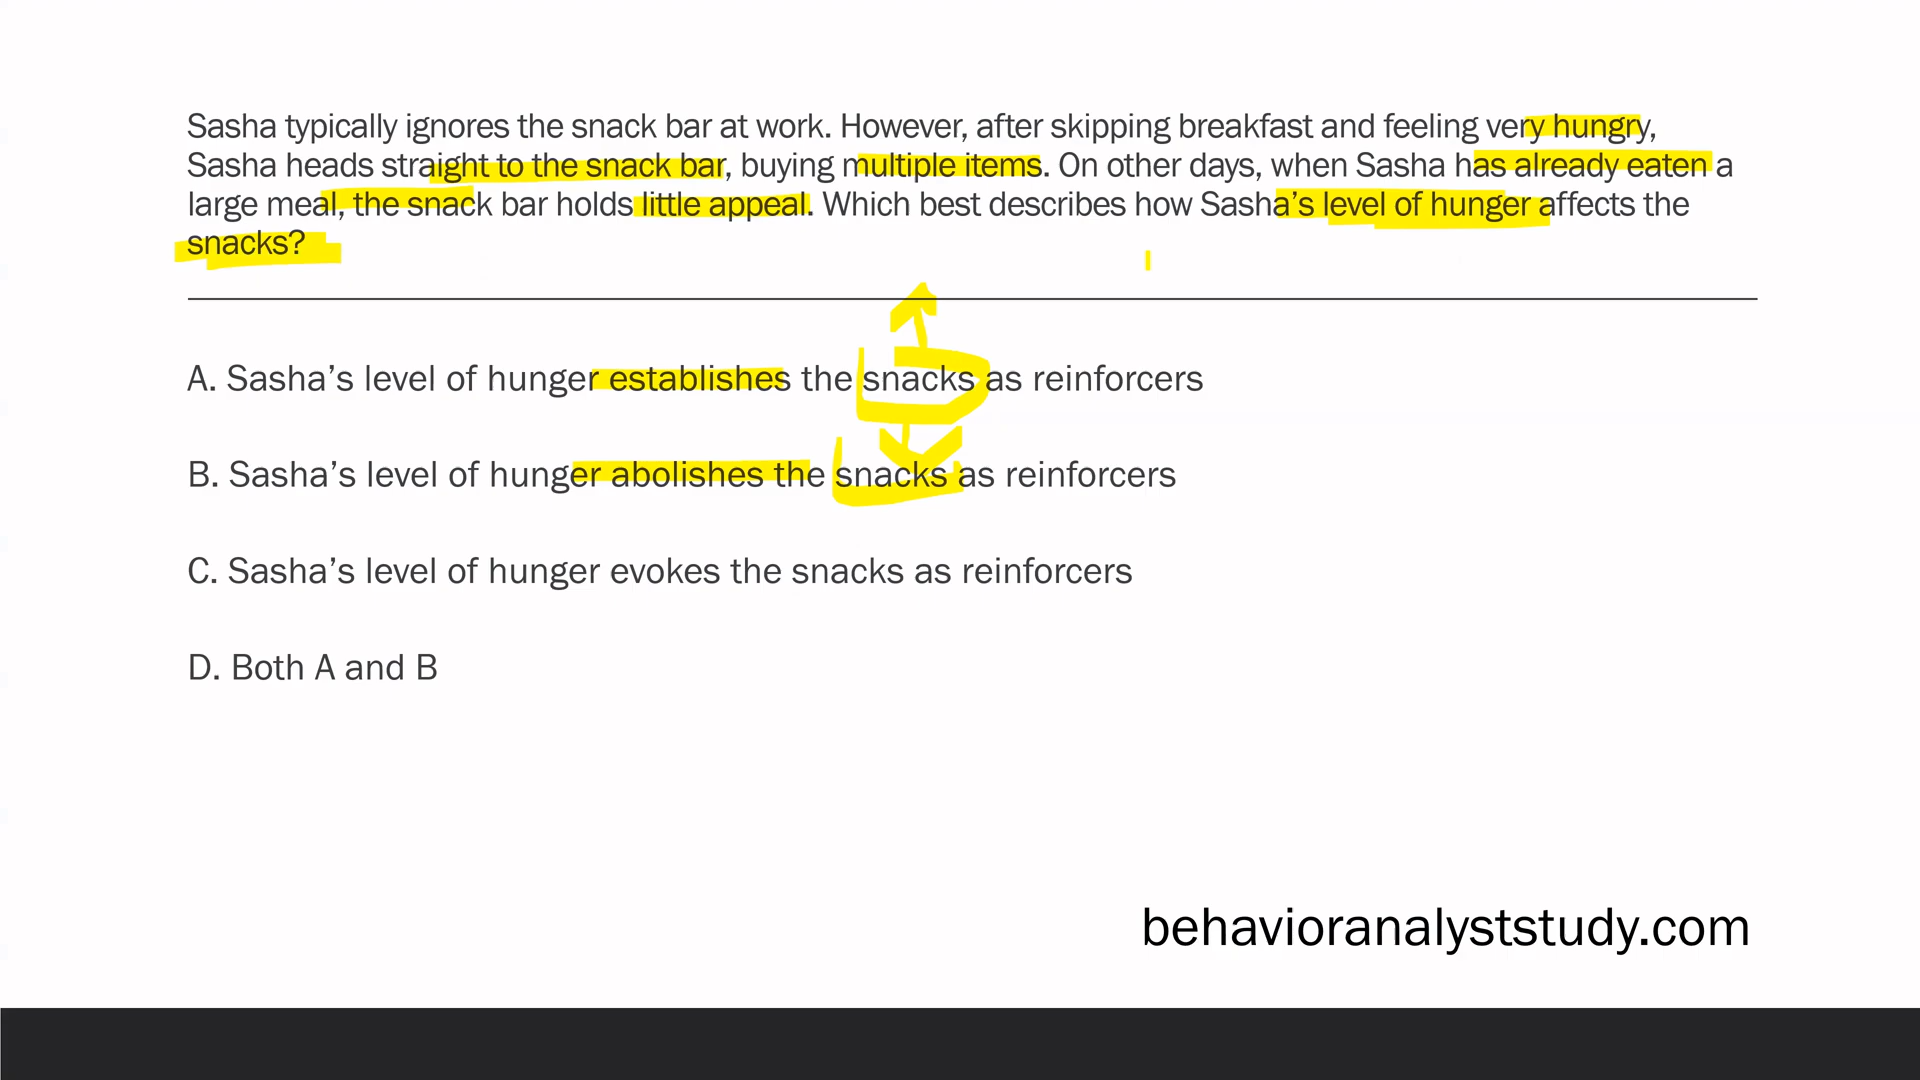 Sasha typically ignores the snack bar at work. However, after skipping breakfast and feeling very hungry,
Sasha heads straight to the snack bar, buying multiple items. On other days, when Sasha has already eaten a
large meal, the snack bar holds little appeal. Which best describes how Sasha’s level of hunger affects the
snacks?
A. Sasha’s level of hunger establishes the snacks as reinforcers
B. Sasha’s level of hunger abolishes the snacks as reinforcers
C. Sasha’s level of hunger evokes the snacks as reinforcers
D. Both A and B
behavioranalyststudy.com